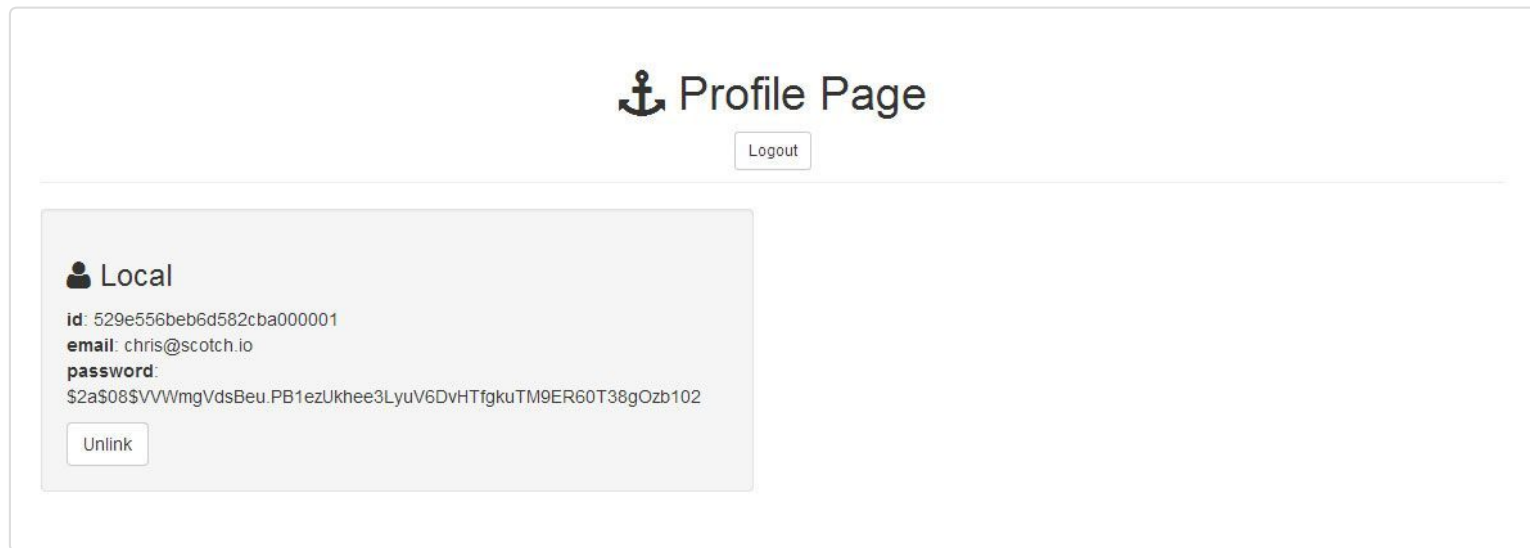 Profile Page
Logout
Local
id: 529e556beb6d582cba000001
email: chris@scotch.io
password:
$2a$08$VVWmgVdsBeu.PB1ezUkhee3LyuV6DvHTfgkuTM9ER60T38gOzb102
Unlink